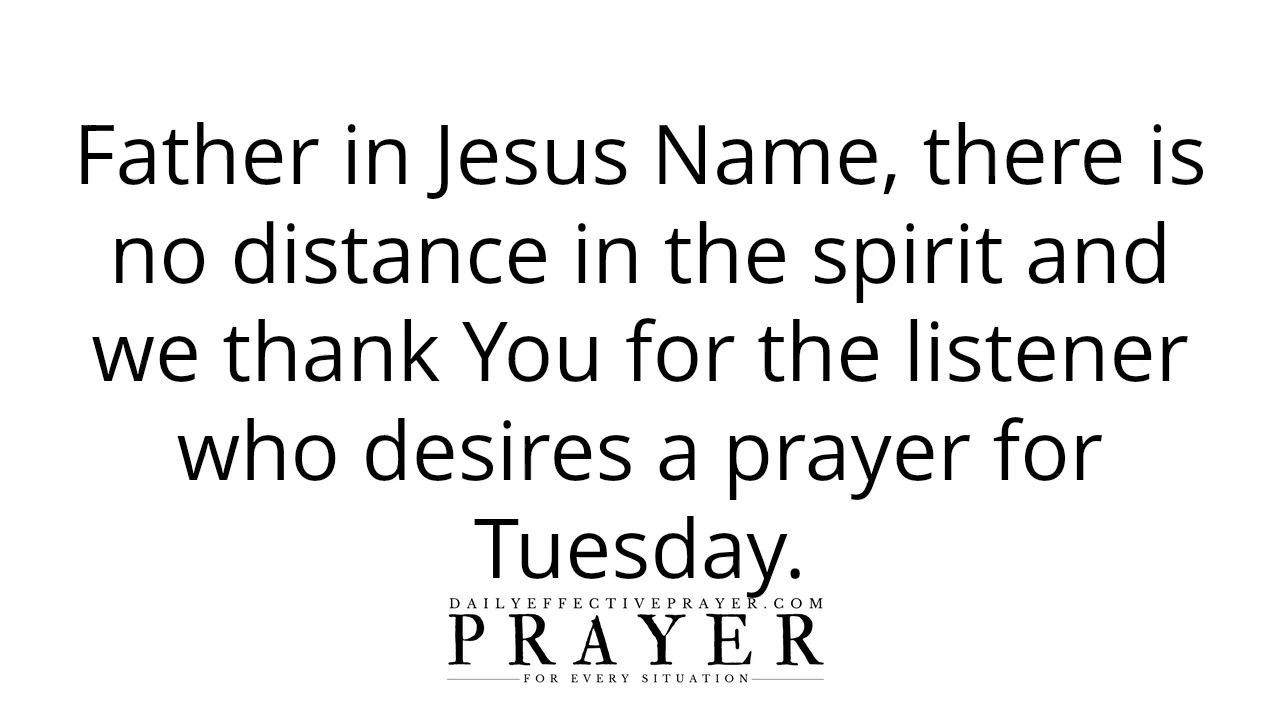 Father in Jesus Name, there is
no distance in the spirit and
we thank You for the listener
who desires a prayer for
Tuesday.
DAILYEFFECTIVEPRAYER.COM
PRAYER
FOR EVERY SITUATION